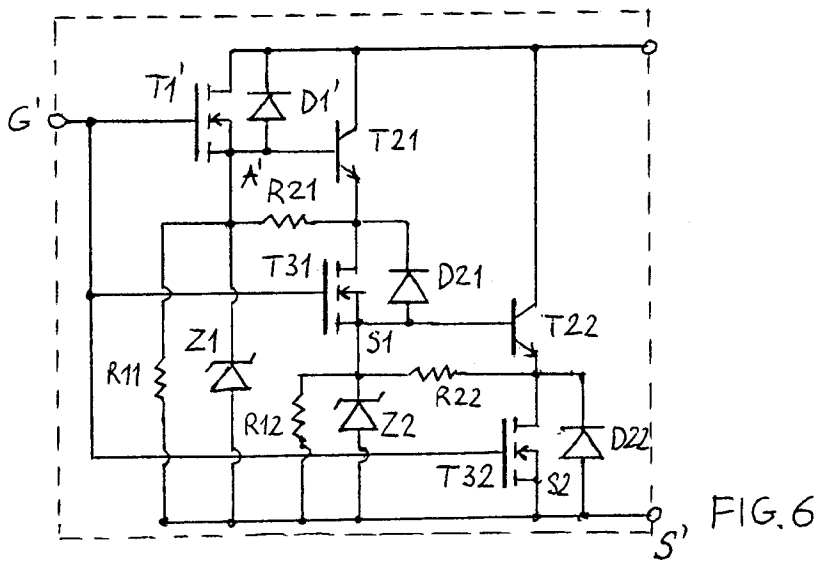 T1'
D1'
G'
T21
A'
R21
T31
D21
Z1
S1
T22
R11
R22
R12
Z2
D22
T32
S2
S'
FIG.6